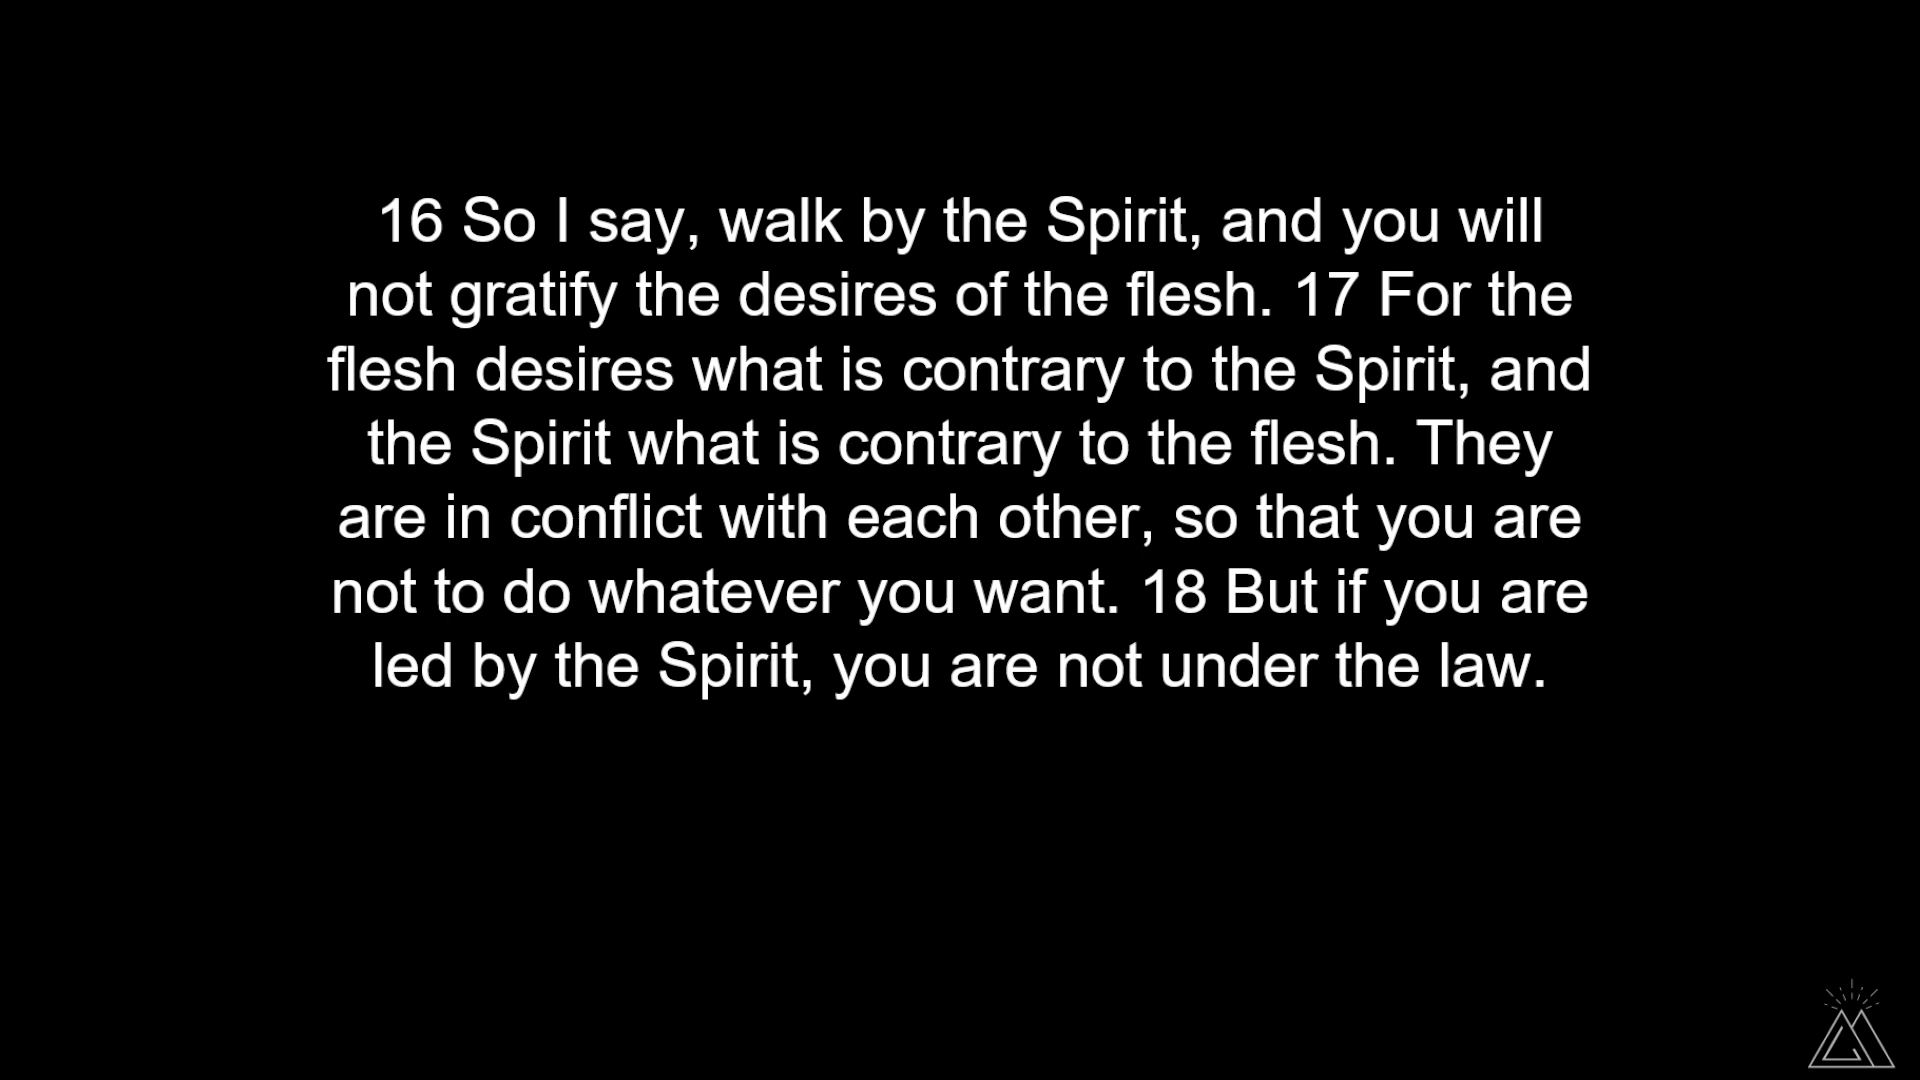 16 So I say, walk by the Spirit, and you will
not gratify the desires of the flesh. 17 For the
flesh desires what is contrary to the Spirit, and
the Spirit what is contrary to the flesh. They
are in conflict with each other, so that you are
not to do whatever you want. 18 But if you are
led by the Spirit, you are not under the law.